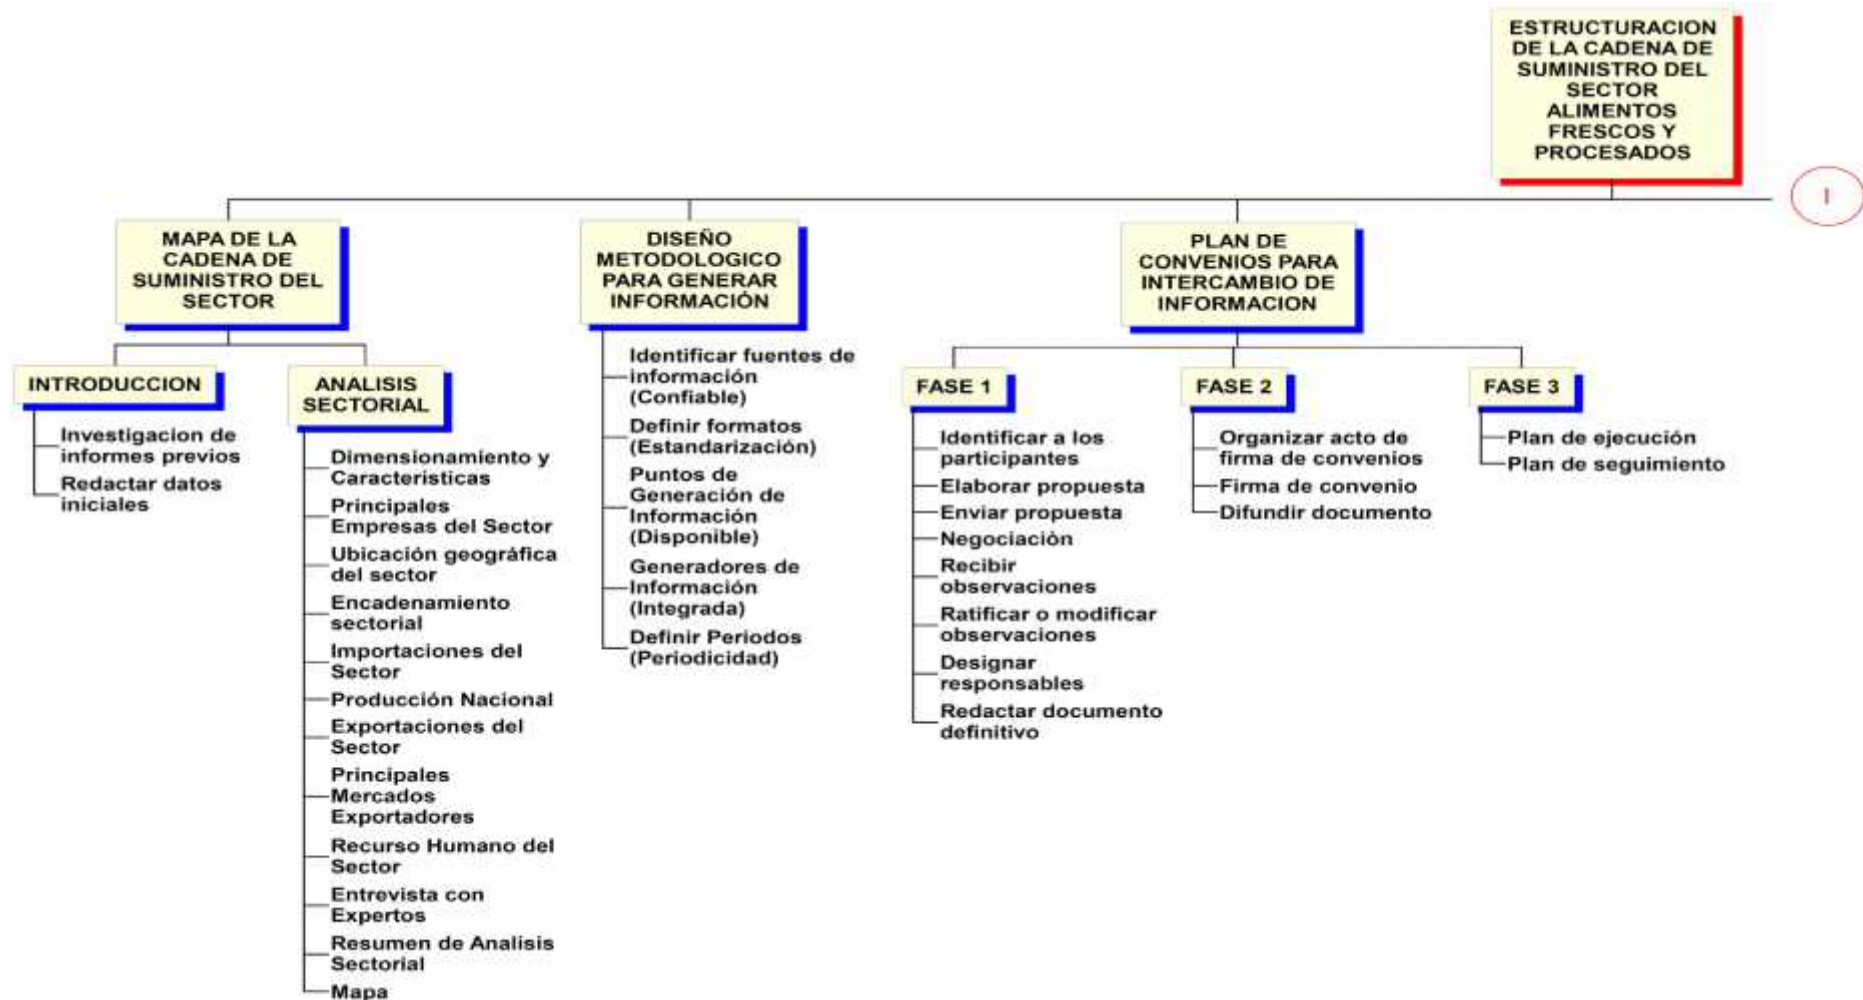 ESTRUCTURACION
DE LA CADENA DE
SUMINISTRO DEL
SECTOR
ALIMENTOS
FRESCOS Y
PROCESADOS
I
MAPA DE LA
CADENA DE
SUMINISTRO DEL
SECTOR
INTRODUCCION
Investigacion de
informes previos
Redactar datos
iniciales
ANALISIS
SECTORIAL
Dimensionamiento y
Características
Principales
Empresas del Sector
Ubicación geográfica
del sector
Encadenamiento
sectorial
Importaciones del
Sector
Producción Nacional
Exportaciones del
Sector
Principales
Mercados
Exportadores
Recurso Humano del
Sector
Entrevista con
Expertos
Resumen de Analisis
Sectorial
Mapa
DISEÑO
METODOLOGICO
PARA GENERAR
INFORMACIÓN
Identificar fuentes de
información
(Confiable)
Definir formatos
(Estandarización)
Puntos de
Generación de
Información
(Disponible)
Generadores de
Información
(Integrada)
Definir Periodos
(Periodicidad)
PLAN DE
CONVENIOS PARA
INTERCAMBIO DE
INFORMACION
FASE 1
Identificar a los
participantes
Elaborar propuesta
Enviar propuesta
Negociaciòn
Recibir
observaciones
Ratificar o modificar
observaciones
Designar
responsables
Redactar documento
definitivo
FASE 2
Organizar acto de
firma de convenios
Firma de convenio
Difundir documento
FASE 3
Plan de ejecución
Plan de seguimiento